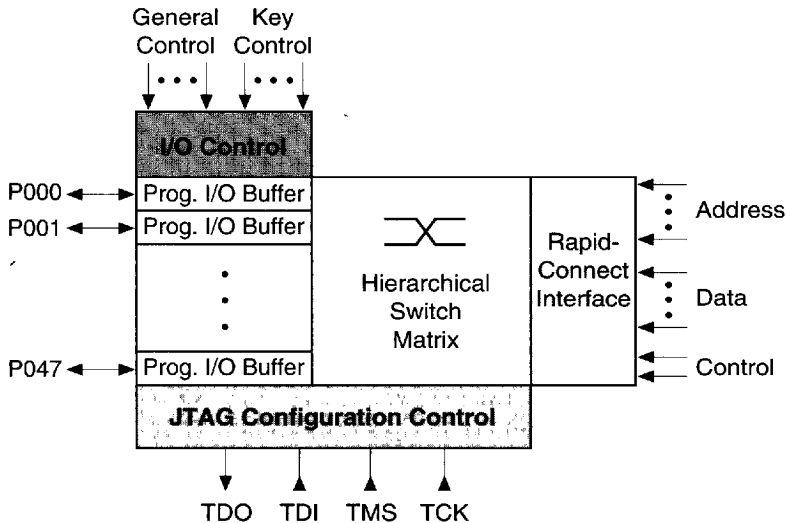 General Control
Key Control
I/O Control
P000
Prog. I/O Buffer
P001
Prog. I/O Buffer
P047
Prog. I/O Buffer
Hierarchical
Switch
Matrix
Rapid-
Connect
Interface
Address
Data
Control
JTAG Configuration Control
TDO TDI TMS TCK